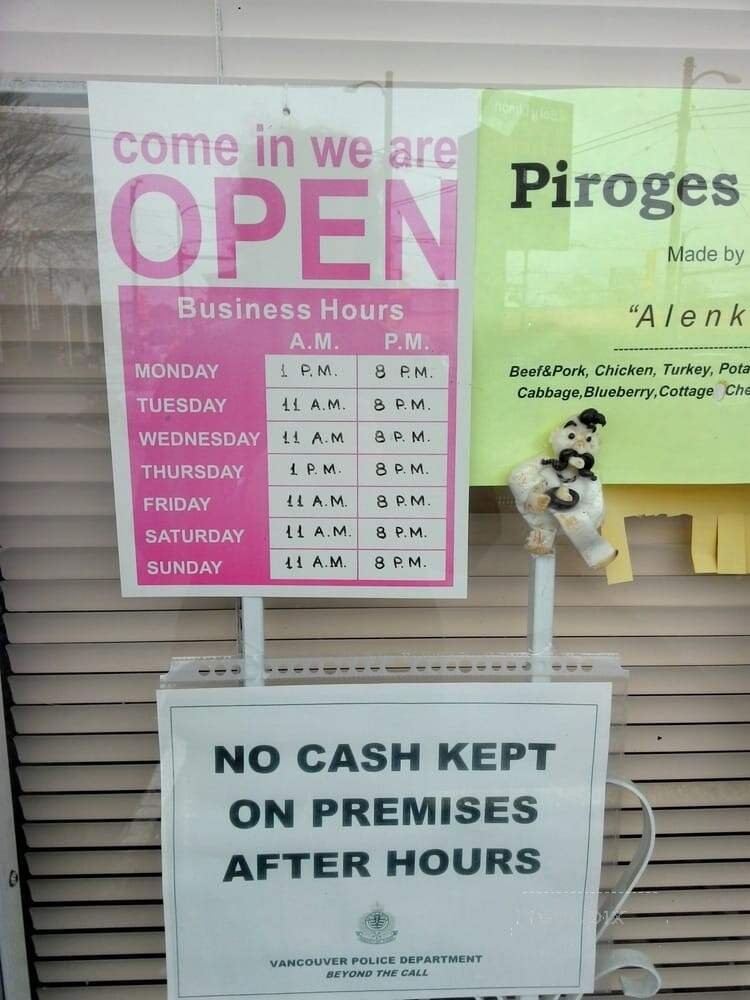 come in we are
OPEN
Business Hours
A.M. P.M.
MONDAY 1 P.M. 8 P.M.
TUESDAY 11 A.M. 8 P.M.
WEDNESDAY 11 A.M 8 P.M.
THURSDAY 1 P.M. 8 P.M.
FRIDAY 11 A.M. 8 P.M.
SATURDAY 11 A.M. 8 P.M.
SUNDAY 11 A.M. 8 P.M.
Piroges
Made by
"Alenk
Beef&Pork, Chicken, Turkey, Pota
Cabbage,Blueberry,Cottage Che
NO CASH KEPT
ON PREMISES
AFTER HOURS
VANCOUVER POLICE DEPARTMENT
BEYOND THE CALL